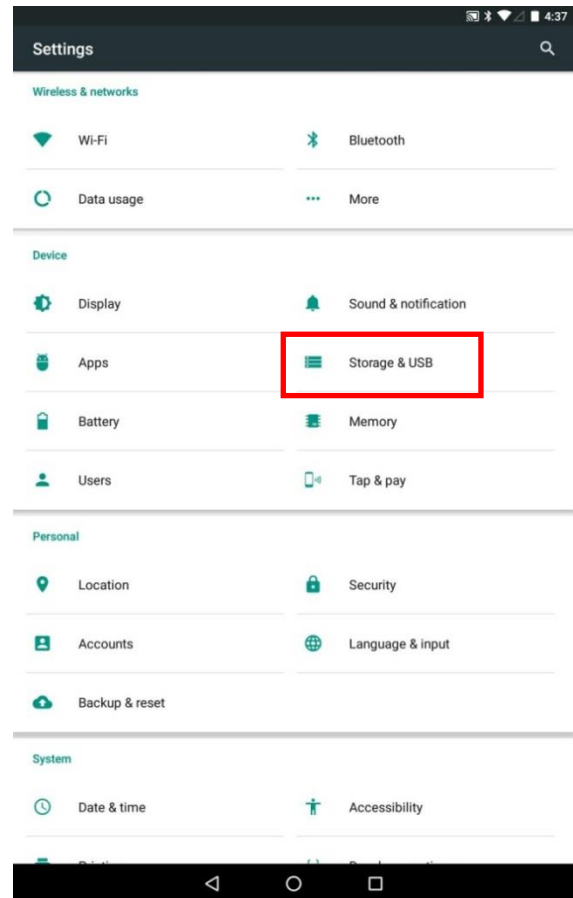 4:37
Settings
Wireless & networks
Wi-Fi
Bluetooth
Data usage
More
Device
Display
Sound & notification
Apps
Storage & USB
Battery
Memory
Users
Tap & pay
Personal
Location
Security
Accounts
Language & input
Backup & reset
System
Date & time
Accessibility